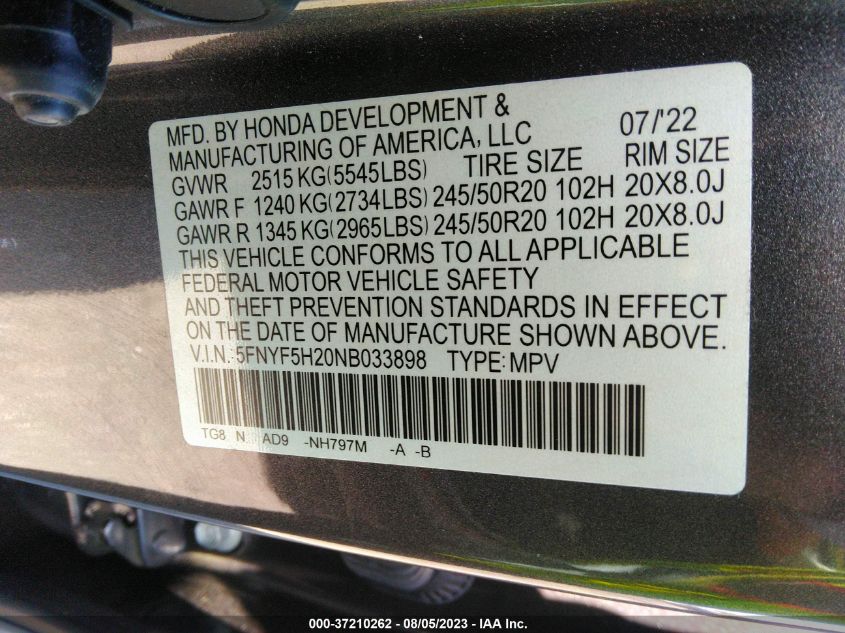 MFD. BY HONDA DEVELOPMENT &
MANUFACTURING OF AMERICA, LLC 07/'22
GVWR 2515 KG(5545LBS) TIRE SIZE RIM SIZE
GAWR F 1240 KG(2734LBS) 245/50R20 102H 20X8.0J
GAWR R 1345 KG(2965LBS) 245/50R20 102H 20X8.0J
THIS VEHICLE CONFORMS TO ALL APPLICABLE
FEDERAL MOTOR VEHICLE SAFETY
AND THEFT PREVENTION STANDARDS IN EFFECT
ON THE DATE OF MANUFACTURE SHOWN ABOVE.
V.I.N.: 5FNYF5H20NB033898 TYPE: MPV
TG8 N AD9 -NH797M -A -B
000-37210262 - 08/05/2023 - IAA Inc.